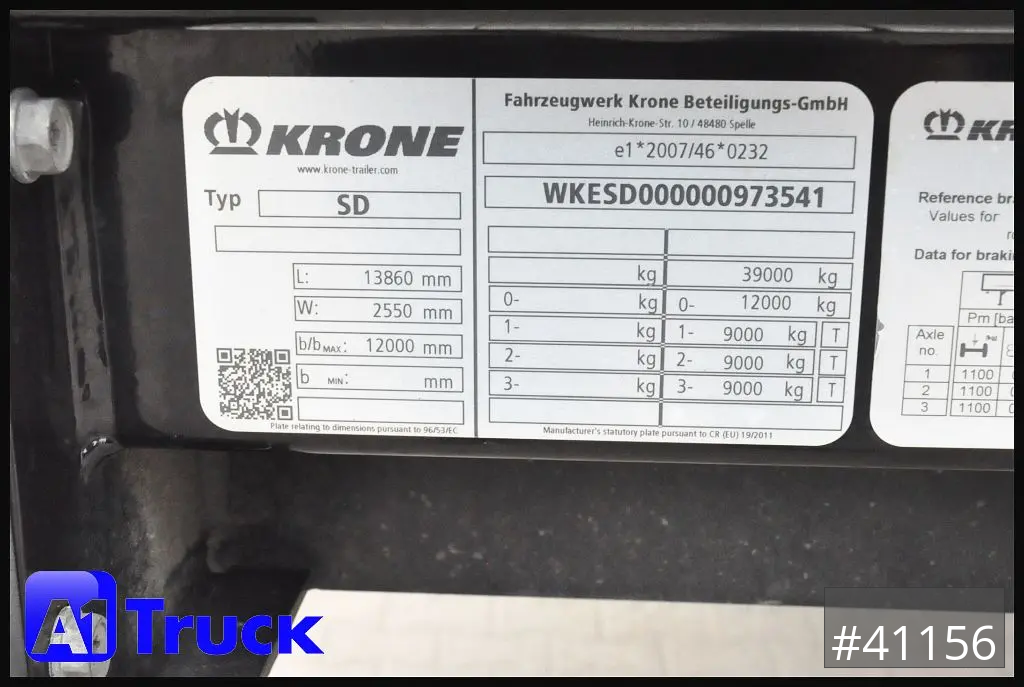 KRONE
www.krone-trailer.com
Typ SD
L: 13860 mm
W: 2550 mm
b/b MAX: 12000 mm
b MIN: mm
Plate relating to dimensions pursuant to 96/53/EC
Fahrzeugwerk Krone Beteiligungs-GmbH
Heinrich-Krone-Str. 10 / 48480 Spelle
e1*2007/46*0232
WKESD000000973541
kg 39000 kg
0- kg 0- 12000 kg
1- kg 1- 9000 kg T
2- kg 2- 9000 kg T
3- kg 3- 9000 kg T
Manufacturer's statutory plate pursuant to CR (EU) 19/2011
Reference
Values for
Data for
Pm
Axle
no.
1 1100
2 1100
3 1100
A1 Truck
#41156